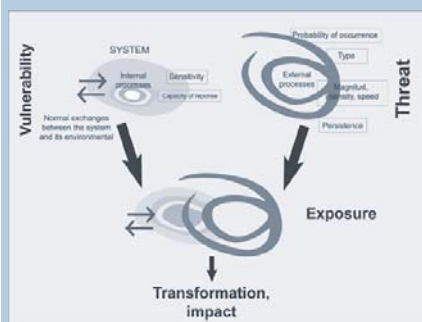 Vulnerability
SYSTEM
Internal
processes
Sensitivity
Capacity of reponse
Normal exchanges
between the system
and its environmental
Probability of occurrence
Type
External
processes
Magnitud,
intensity, speed
Persistence
Threat
Exposure
Transformation,
impact